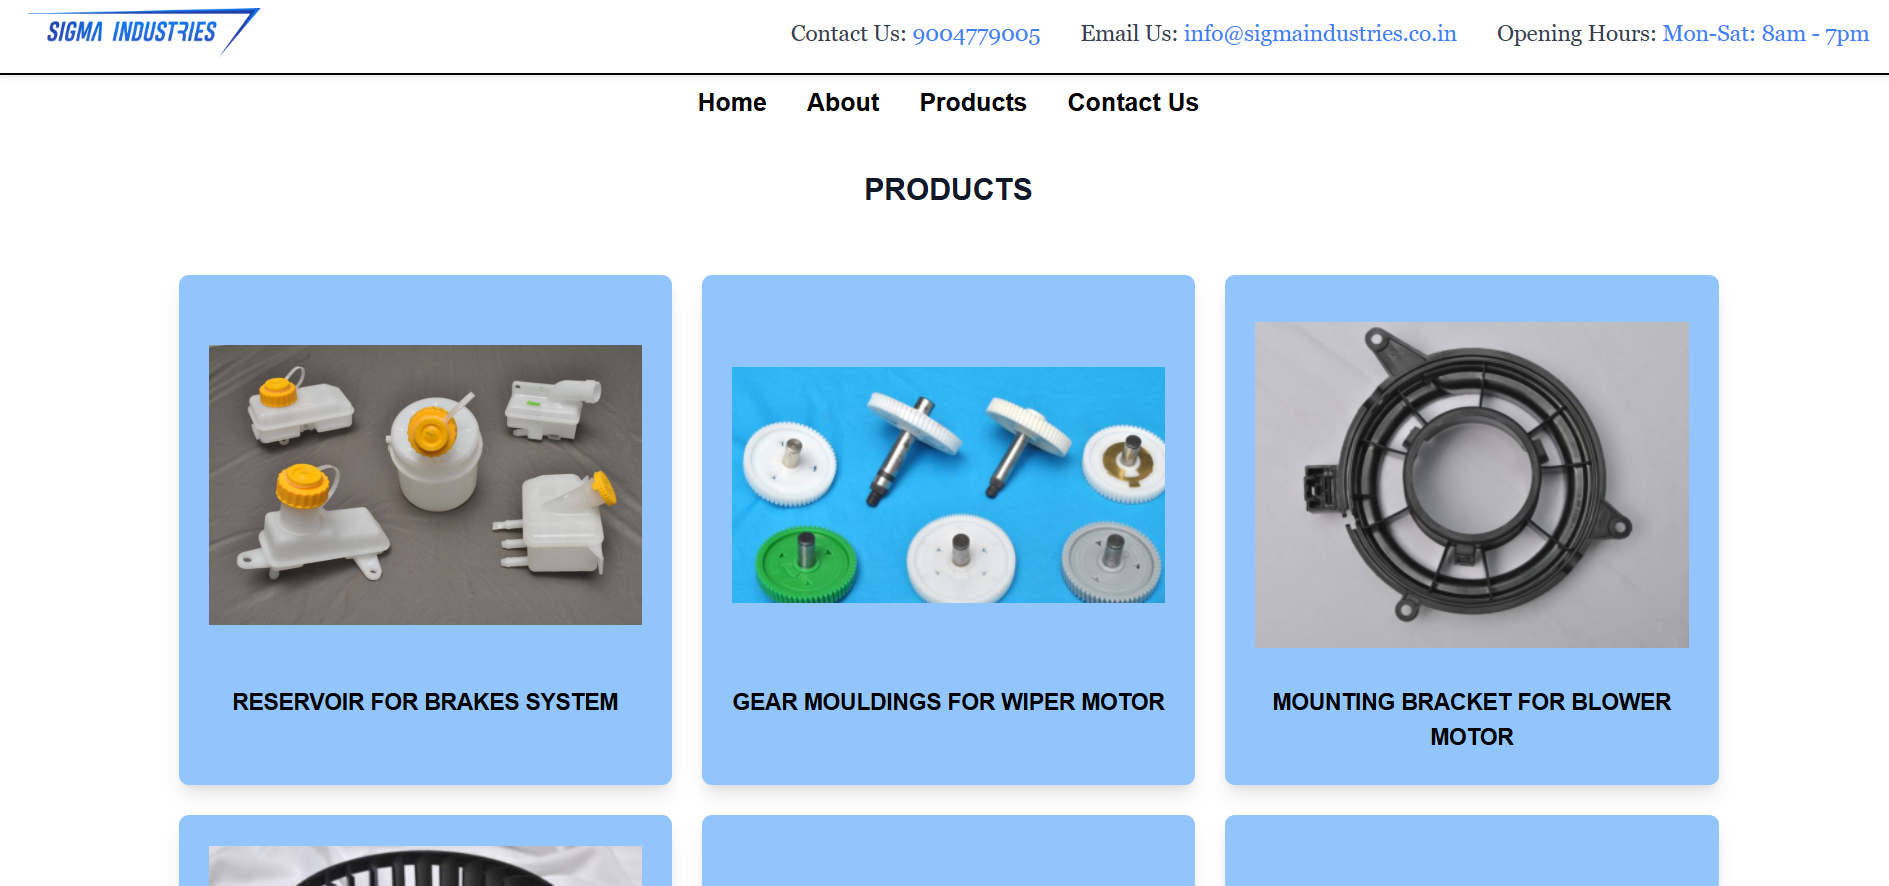 SIGMA INDUSTRIES
Contact Us: 9004779005 Email Us: info@sigmaindustries.co.in Opening Hours: Mon-Sat: 8am - 7pm
Home About Products Contact Us
PRODUCTS
RESERVOIR FOR BRAKES SYSTEM
GEAR MOULDINGS FOR WIPER MOTOR
MOUNTING BRACKET FOR BLOWER
MOTOR